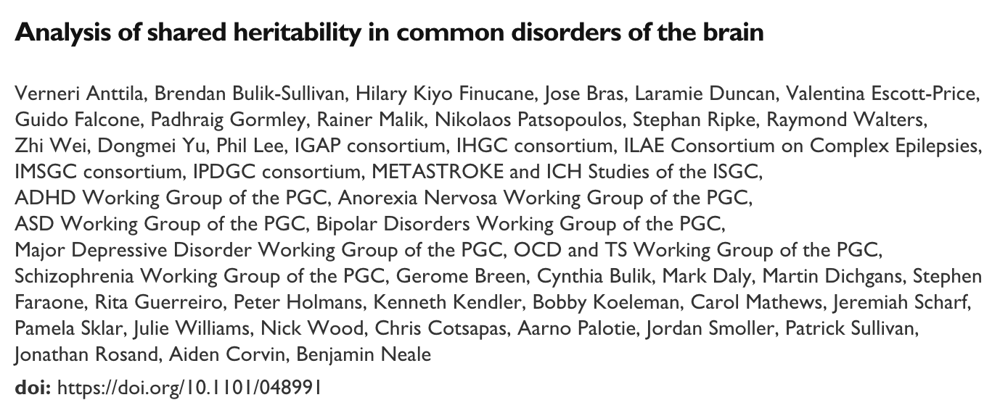 Analysis of shared heritability in common disorders of the brain
Verneri Anttila, Brendan Bulik-Sullivan, Hilary Kiyo Finucane, Jose Bras, Laramie Duncan, Valentina Escott-Price,
Guido Falcone, Padhraig Gormley, Rainer Malik, Nikolaos Patsopoulos, Stephan Ripke, Raymond Walters,
Zhi Wei, Dongmei Yu, Phil Lee, IGAP consortium, IHGC consortium, ILAE Consortium on Complex Epilepsies,
IMSGC consortium, IPDGC consortium, METASTROKE and ICH Studies of the ISGC,
ADHD Working Group of the PGC, Anorexia Nervosa Working Group of the PGC,
ASD Working Group of the PGC, Bipolar Disorders Working Group of the PGC,
Major Depressive Disorder Working Group of the PGC, OCD and TS Working Group of the PGC,
Schizophrenia Working Group of the PGC, Gerome Breen, Cynthia Bulik, Mark Daly, Martin Dichgans, Stephen
Faraone, Rita Guerreiro, Peter Holmans, Kenneth Kendler, Bobby Koeleman, Carol Mathews, Jeremiah Scharf,
Pamela Sklar, Julie Williams, Nick Wood, Chris Cotsapas, Aarno Palotie, Jordan Smoller, Patrick Sullivan,
Jonathan Rosand, Aiden Corvin, Benjamin Neale
doi: https://doi.org/10.1101/048991